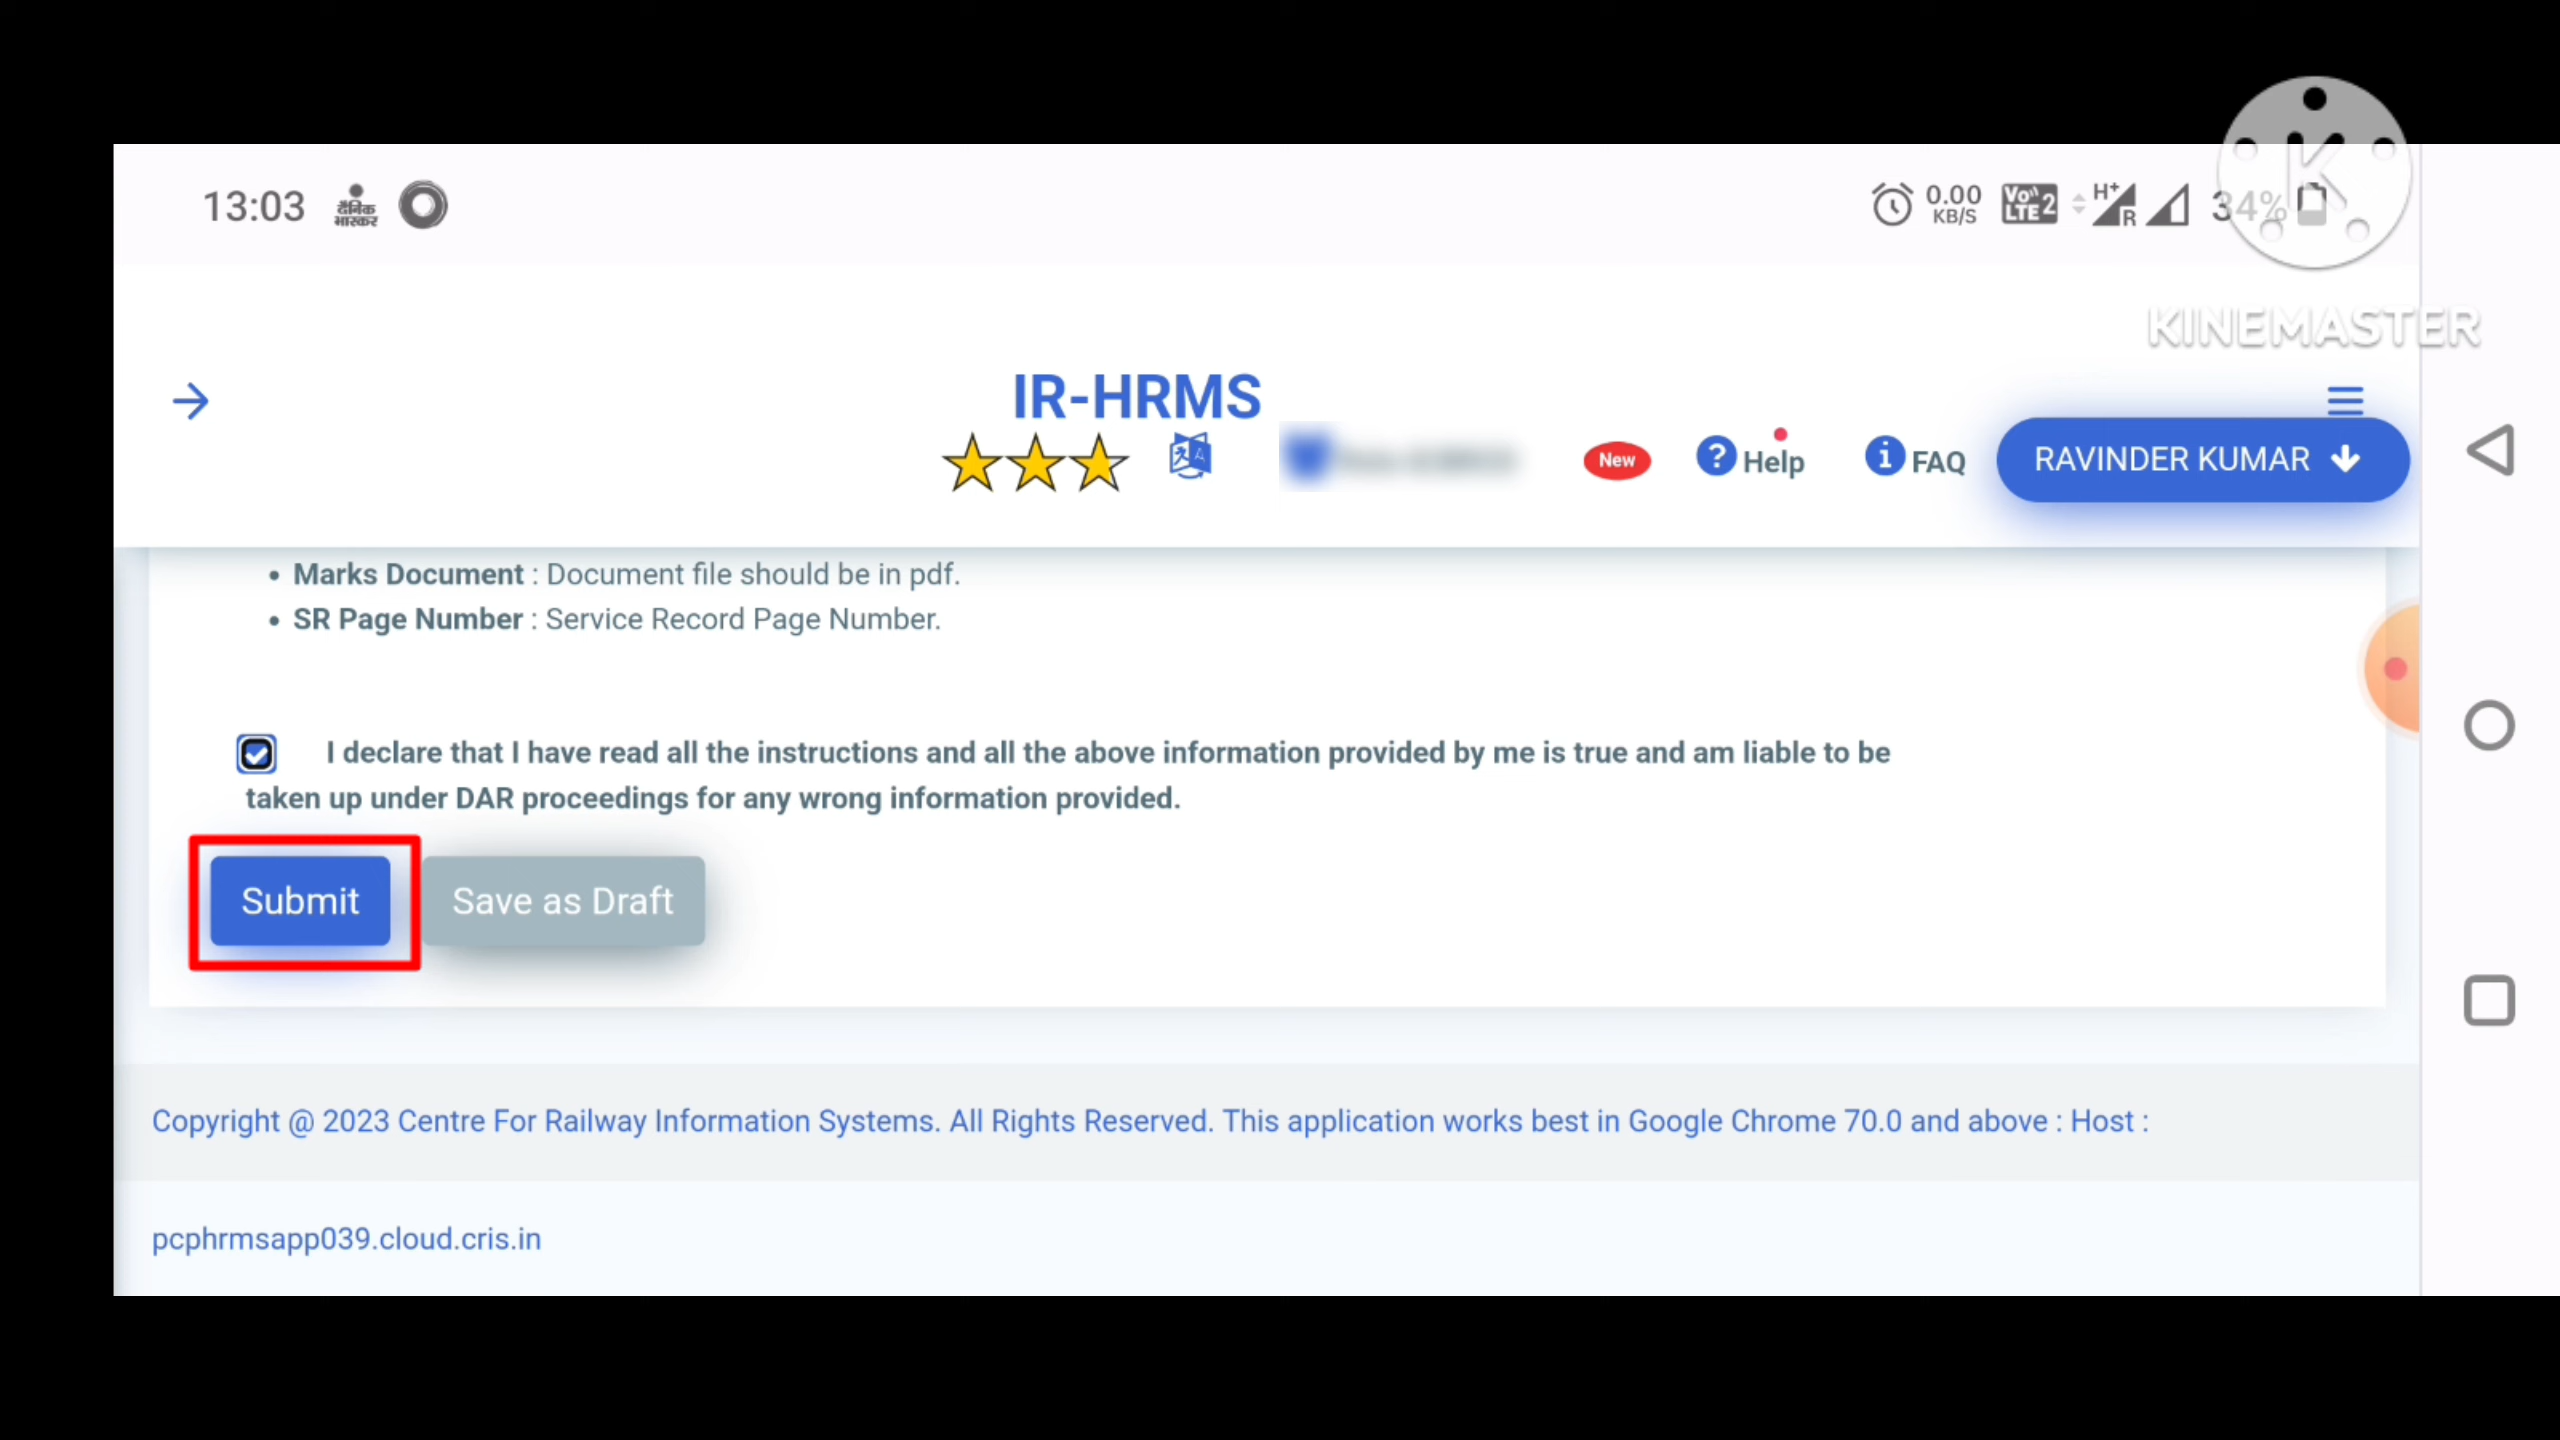 13:03
दैनिक
भास्कर
0.00
KB/S
Vo))
LTE 2
H+
R
34%
K
KINEMASTER
IR-HRMS
New
? Help
i FAQ
RAVINDER KUMAR
• Marks Document : Document file should be in pdf.
• SR Page Number : Service Record Page Number.
I declare that I have read all the instructions and all the above information provided by me is true and am liable to be
taken up under DAR proceedings for any wrong information provided.
Submit
Save as Draft
Copyright @ 2023 Centre For Railway Information Systems. All Rights Reserved. This application works best in Google Chrome 70.0 and above : Host :
pcphrmsapp039.cloud.cris.in